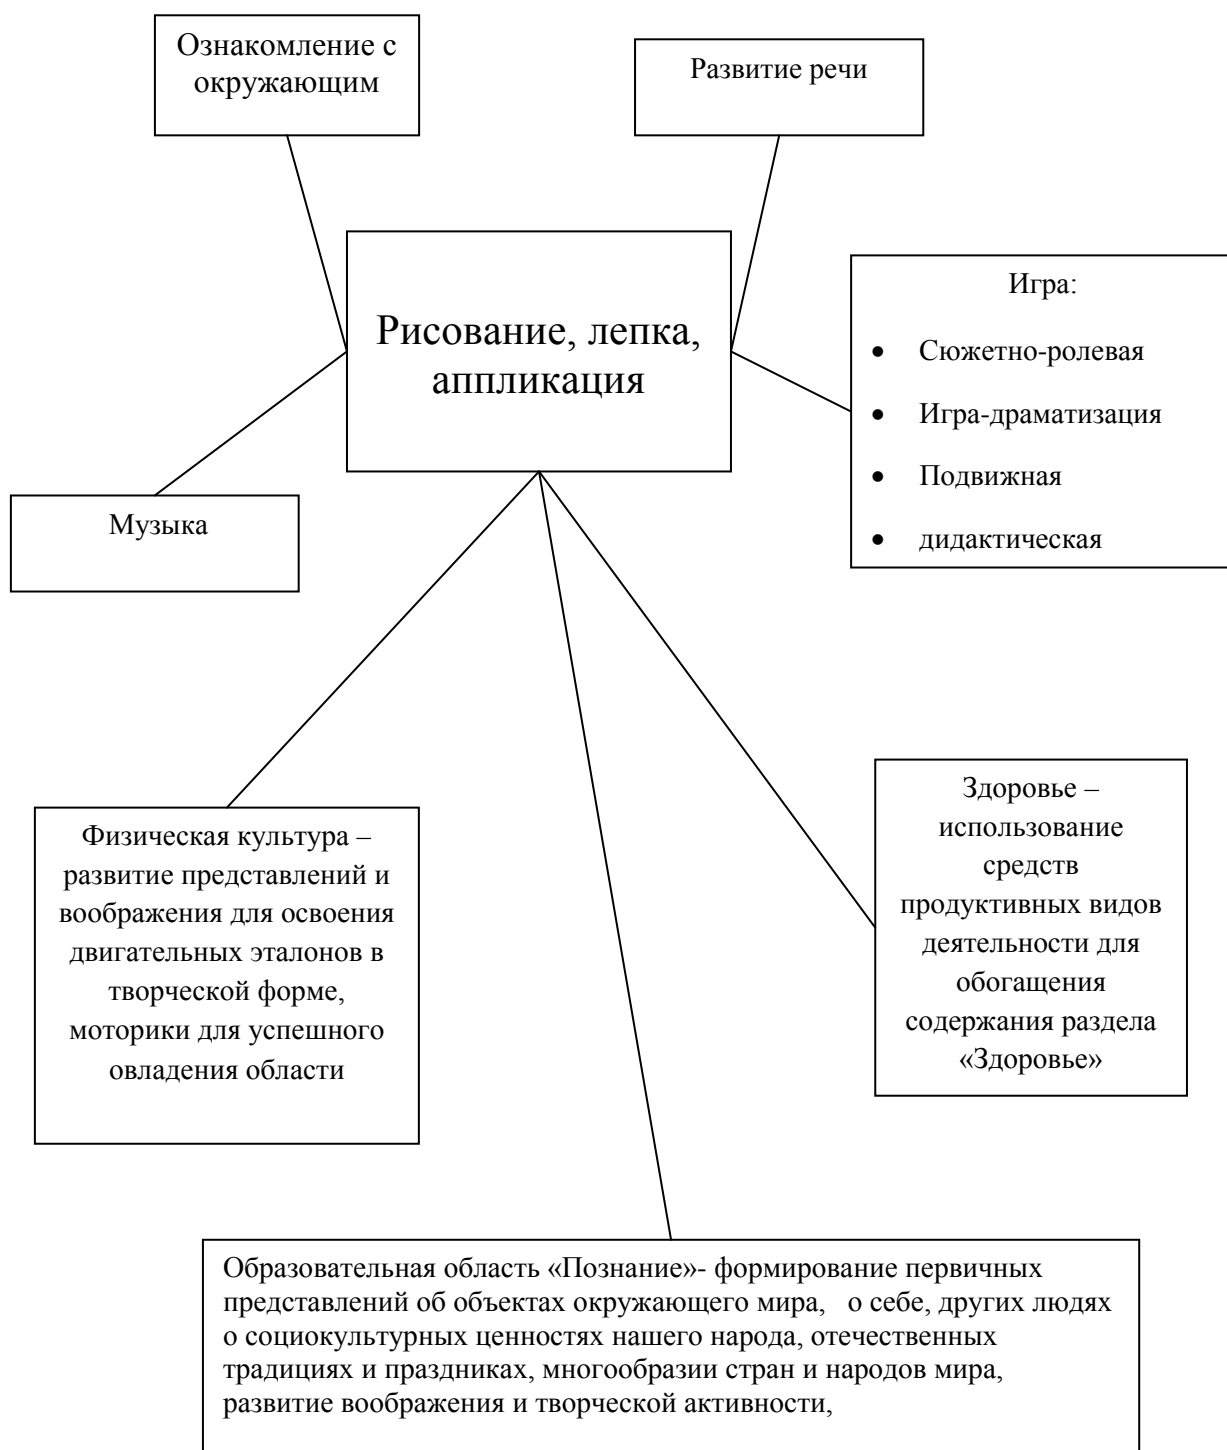 Ознакомление с
окружающим
Развитие речи
Рисование, лепка,
аппликация
Игра:
• Сюжетно-ролевая
• Игра-драматизация
• Подвижная
• дидактическая
Музыка
Физическая культура –
развитие представлений и
воображения для освоения
двигательных эталонов в
творческой форме,
моторики для успешного
овладения области
Здоровье –
использование
средств
продуктивных видов
деятельности для
обогащения
содержания раздела
«Здоровье»
Образовательная область «Познание»- формирование первичных
представлений об объектах окружающего мира,   о себе, других людях
о социокультурных ценностях нашего народа, отечественных
традициях и праздниках, многообразии стран и народов мира,
развитие воображения и творческой активности,